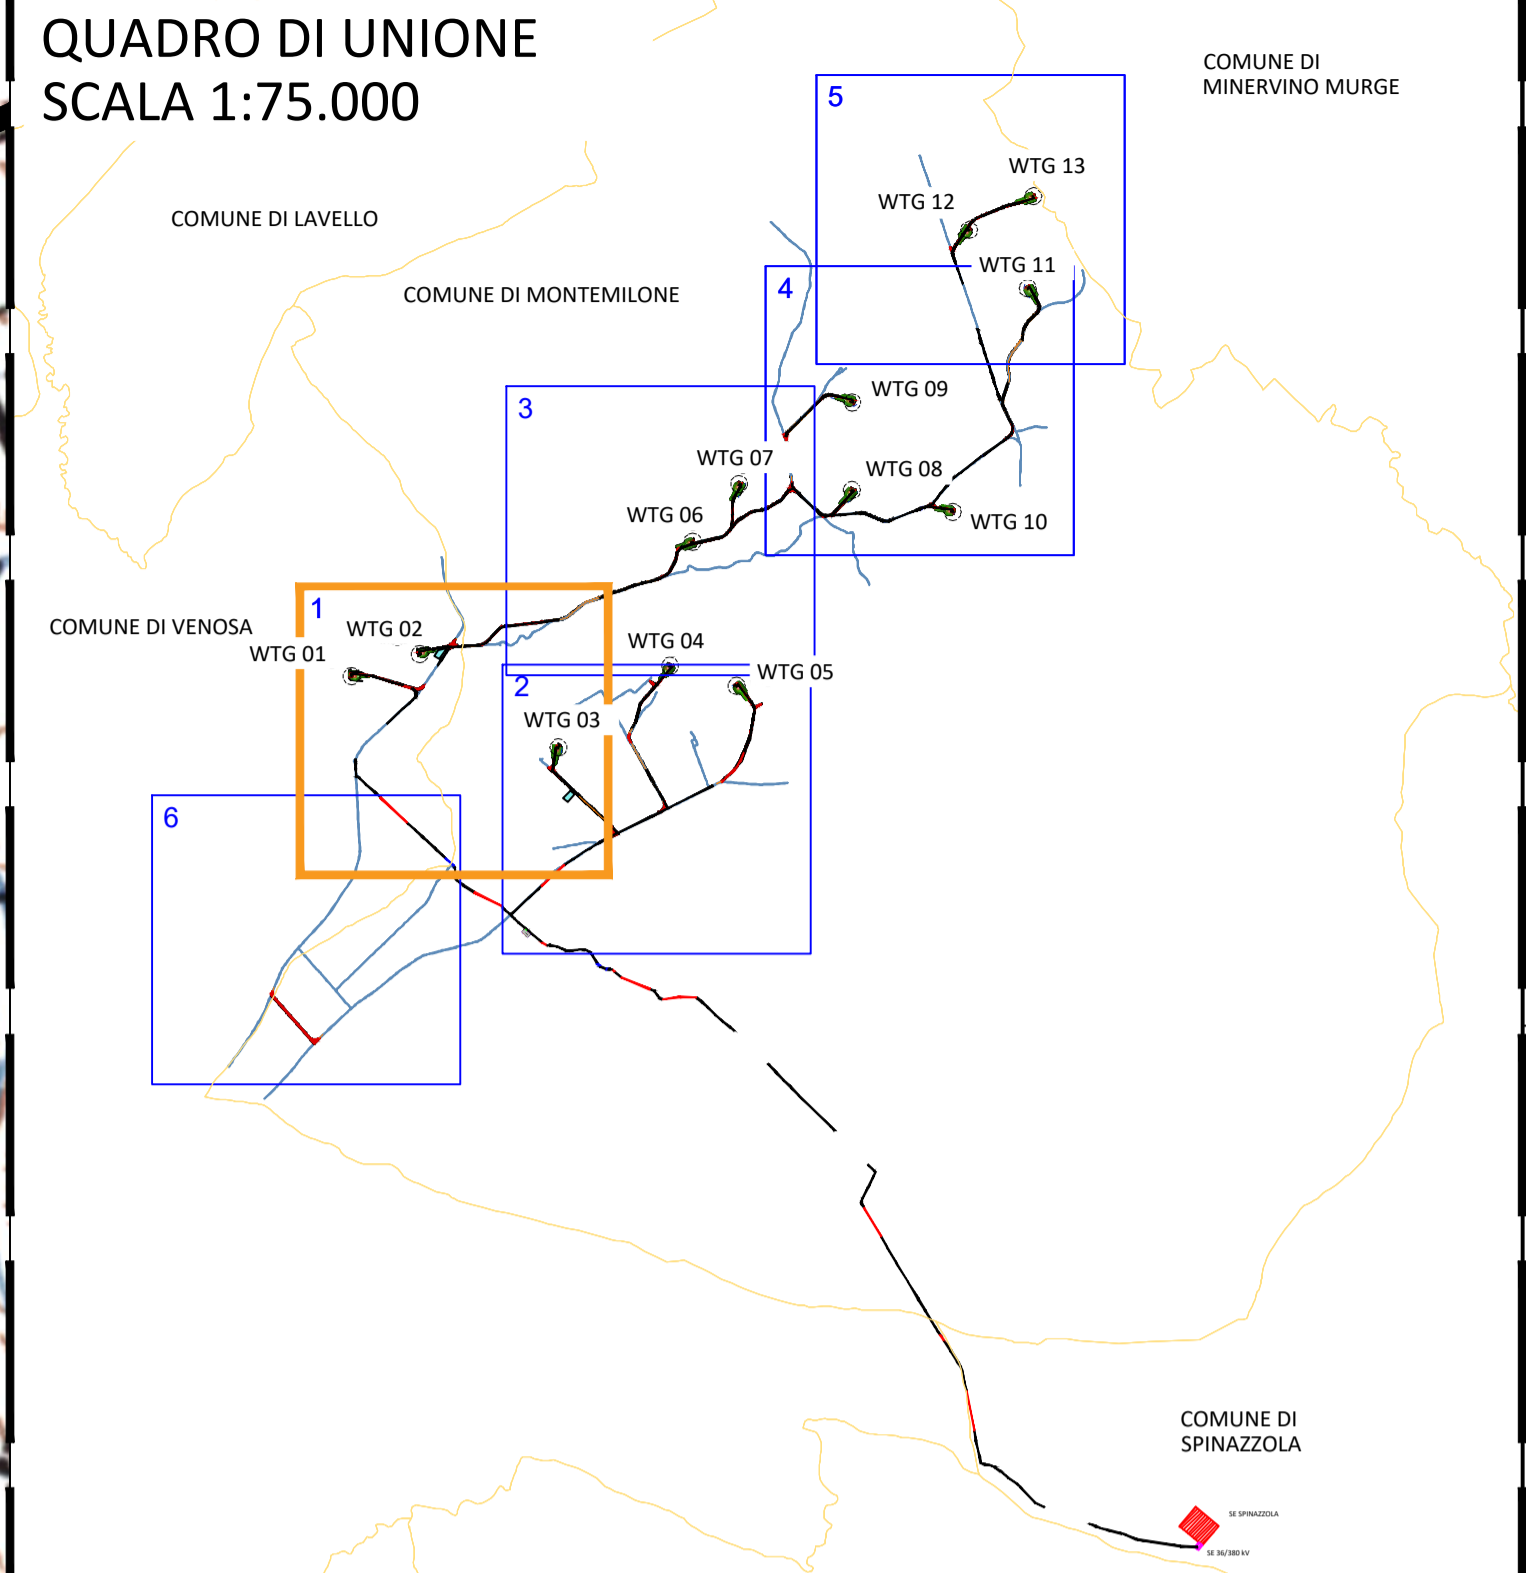 QUADRO DI UNIONE
SCALA 1:75.000
COMUNE DI
MINERVINO MURGE
5
WTG 13
WTG 12
COMUNE DI LAVELLO
WTG 11
4
COMUNE DI MONTEMILONE
WTG 09
3
WTG 07
WTG 08
WTG 06
WTG 10
1
COMUNE DI VENOSA
WTG 02
WTG 04
WTG 01
WTG 05
2
WTG 03
6
COMUNE DI
SPINAZZOLA
SE SPINAZZOLA
SE 36/380 kV